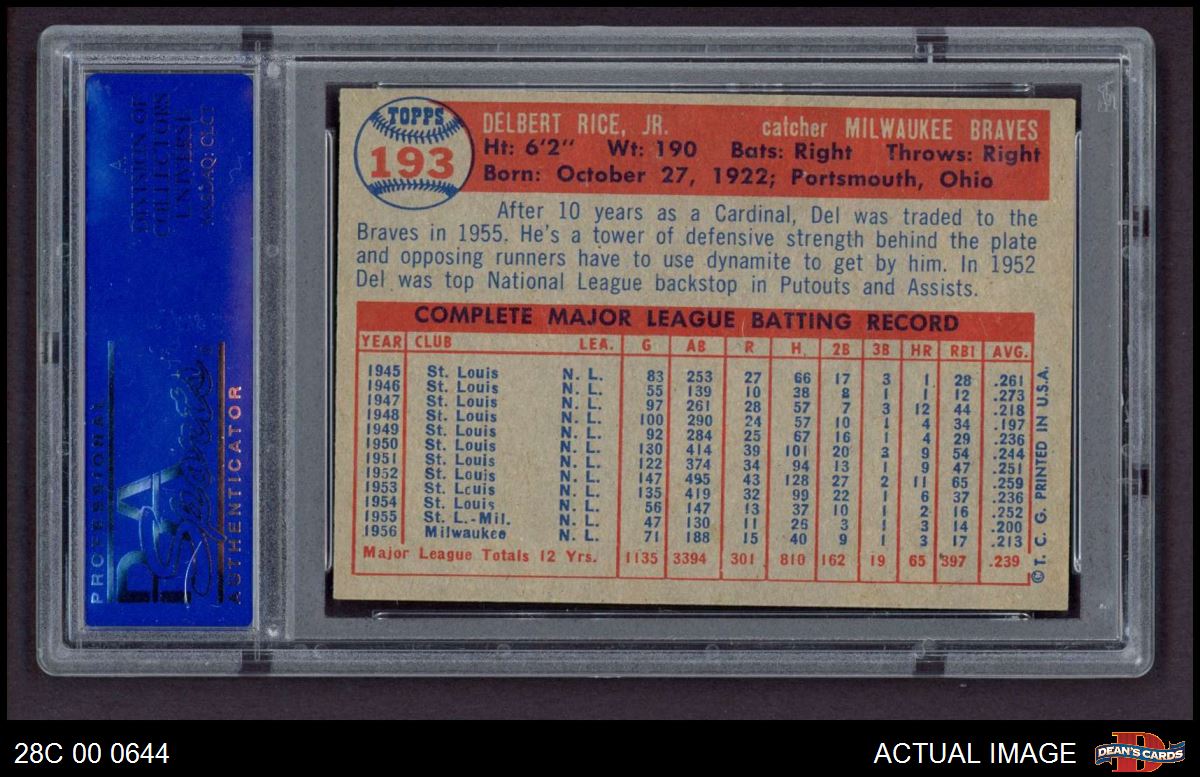 A
DIVISION OF
COLLECTORS
UNIVERSE
NASDAQ: CLCT
PROFESSIONAL
PSA
Sports
AUTHENTICATOR
TOPPS
193
DELBERT RICE, JR. catcher MILWAUKEE BRAVES
Ht: 6'2" Wt: 190 Bats: Right Throws: Right
Born: October 27, 1922; Portsmouth, Ohio
After 10 years as a Cardinal, Del was traded to the
Braves in 1955. He's a tower of defensive strength behind the plate
and opposing runners have to use dynamite to get by him. In 1952
Del was top National League backstop in Putouts and Assists.
COMPLETE MAJOR LEAGUE BATTING RECORD
YEAR CLUB LEA. G AB R H. 2B 3B HR RBI AVG.
1945 St. Louis N. L. 83 253 27 66 17 3 1 28 .261
1946 St. Louis N. L. 55 139 10 38 8 1 1 12 .273
1947 St. Louis N. L. 97 261 28 57 7 3 12 44 .218
1948 St. Louis N. L. 100 290 24 57 10 1 4 34 .197
1949 St. Louis N. L. 92 284 25 67 16 1 4 29 .236
1950 St. Louis N. L. 130 414 39 101 20 3 9 54 .244
1951 St. Louis N. L. 122 374 34 94 13 1 9 47 .251
1952 St. Louis N. L. 147 495 43 128 27 2 11 65 .259
1953 St. Louis N. L. 135 419 32 99 22 1 6 37 .236
1954 St. Louis N. L. 56 147 13 37 10 1 2 16 .252
1955 St. L.-Mil. N. L. 47 130 11 26 3 1 3 14 .200
1956 Milwaukee N. L. 71 188 15 40 9 1 3 17 .213
Major League Totals 12 Yrs. 1135 3394 301 810 162 19 65 397 .239
© T. C. G. PRINTED IN U.S.A.
28C 00 0644
ACTUAL IMAGE
DEAN'S CARDS